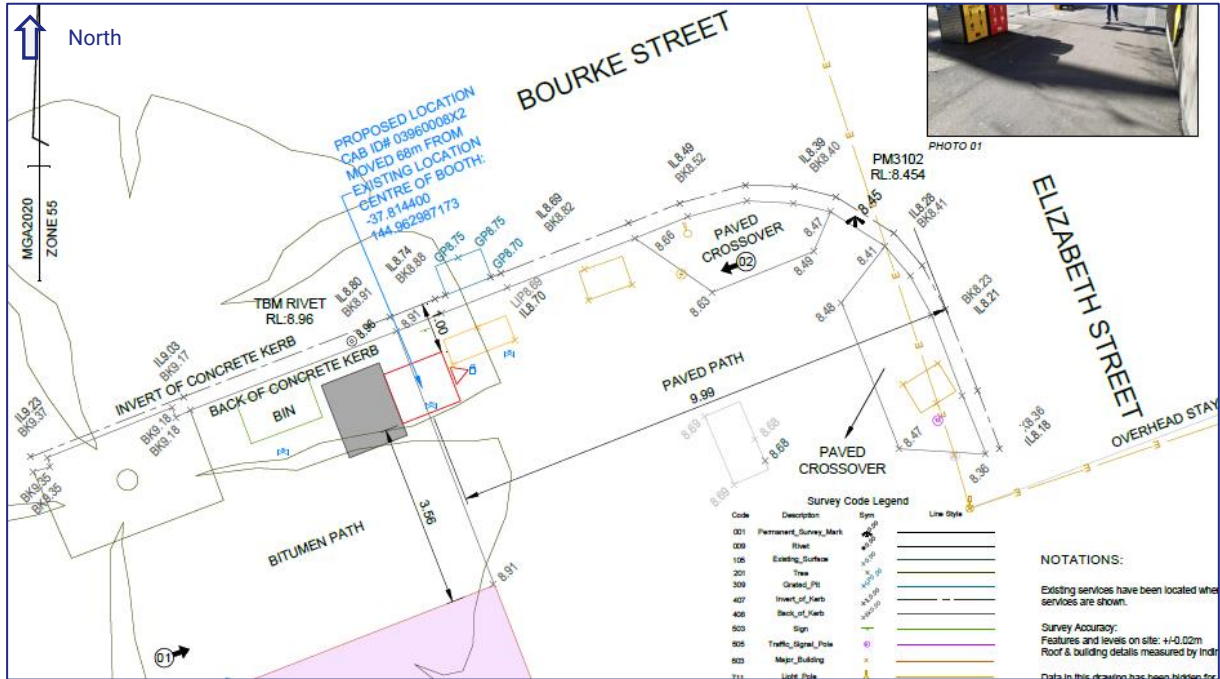 North
MGA2020
ZONE 55
BOURKE STREET
ELIZABETH STREET
PHOTO 01
PROPOSED LOCATION
CAB ID# 03960008X2
MOVED 68m FROM
EXISTING LOCATION
CENTRE OF BOOTH:
-37.814400
144.962987173
PM3102
RL:8.454
8.45
IL8.49
BK8.52
IL8.39
BK8.40
IL8.28
BK8.41
IL8.69
BK8.82
GP8.75
GP8.75
GP8.70
IL8.74
BK8.88
IL8.80
BK8.91
TBM RIVET
RL:8.96
8.96
8.91
LIP8.69
IL8.70
8.66
PAVED
CROSSOVER
02
8.47
8.49
8.63
8.41
8.48
BK8.23
IL8.21
IL9.03
BK9.17
INVERT OF CONCRETE KERB
BACK OF CONCRETE KERB
BIN
IL9.23
BK9.37
BK9.18
BK9.18
BK9.35
BK9.35
PAVED PATH
9.99
8.69
8.68
8.68
8.69
8.47
8.36
IL8.18
PAVED
CROSSOVER
OVERHEAD STAY
3.56
BITUMEN PATH
8.91
01
Survey Code Legend
Code Description Sym Line Style
001 Permanent_Survey_Mark
009 Rivet
105 Existing_Surface
201 Tree
309 Grated_Pit
407 Invert_of_Kerb
408 Back_of_Kerb
503 Sign
505 Traffic_Signal_Pole
603 Major_Building
711 Light_Pole
NOTATIONS:
Existing services have been located wher
services are shown.
Survey Accuracy:
Features and levels on site: +/-0.02m
Roof & building details measured by indir
Data in this drawing has been hidden for